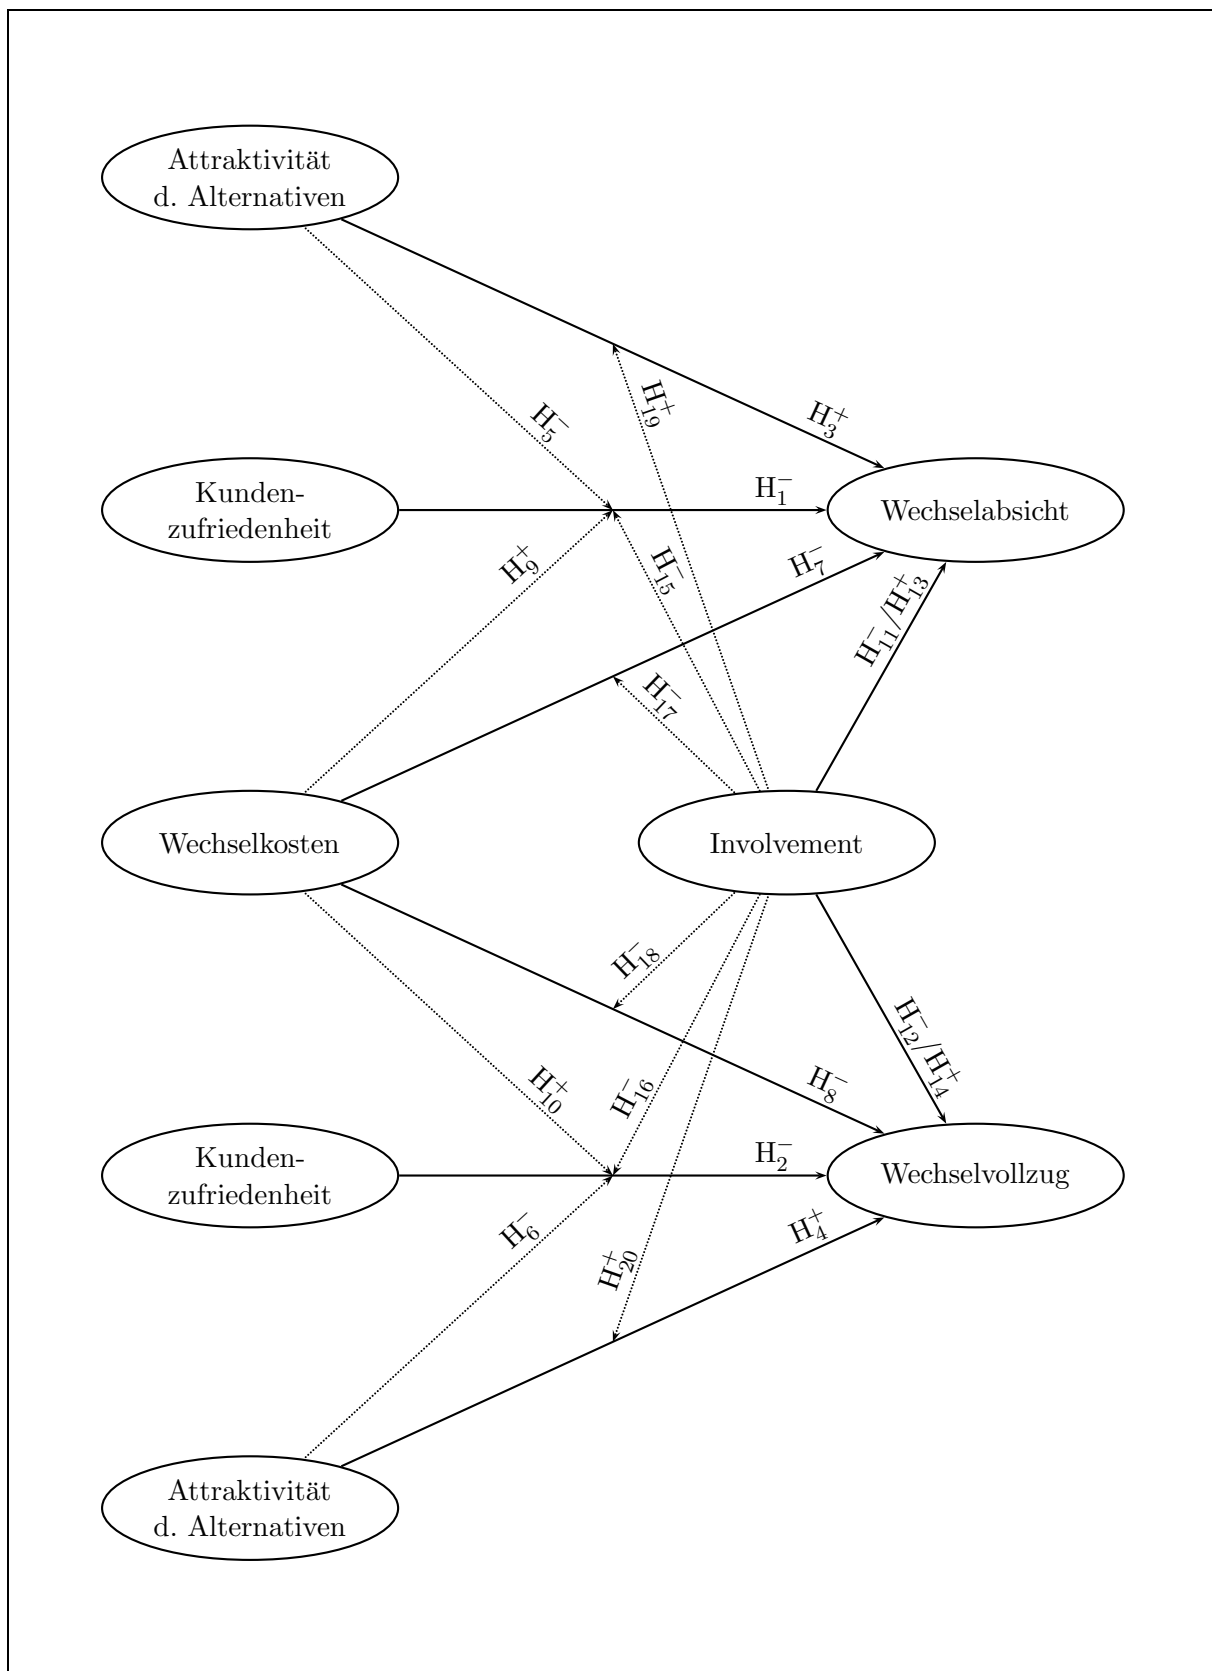 Attraktivität
d. Alternativen
H₁₉⁺
H₅⁻
H₃⁺
Kunden-
zufriedenheit
H₁⁻
Wechselabsicht
H₉⁺
H₁₅⁻
H₇⁻
H₁₁⁻/H₁₃⁺
H₁₇⁻
Wechselkosten
Involvement
H₁₈⁻
H₁₂⁻/H₁₄⁺
H₁₀⁺
H₁₆⁻
H₈⁻
Kunden-
zufriedenheit
H₂⁻
Wechselvollzug
H₆⁻
H₄⁺
H₂₀⁺
Attraktivität
d. Alternativen